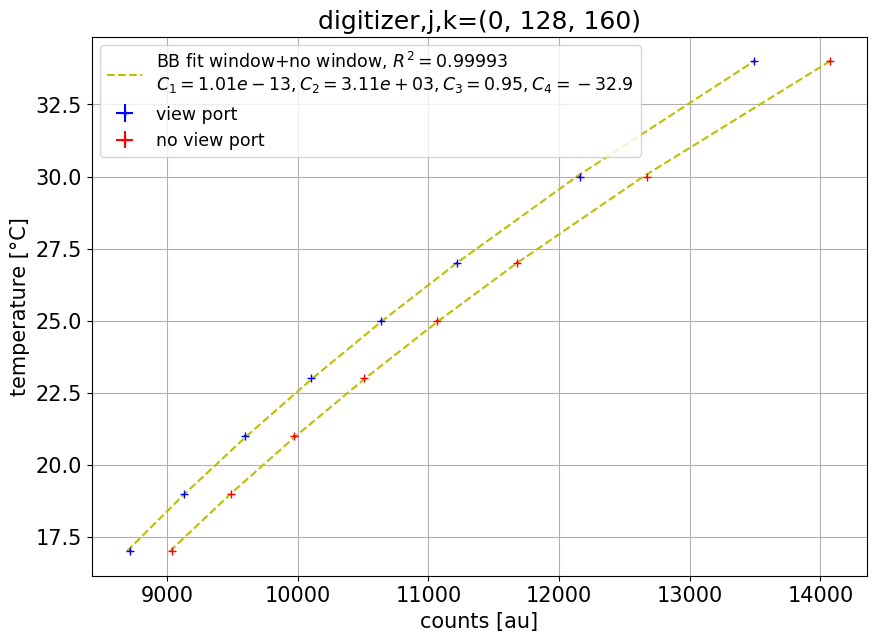 digitizer,j,k=(0, 128, 160)
BB fit window+no window, R² = 0.99993
C₁ = 1.01e − 13, C₂ = 3.11e + 03, C₃ = 0.95, C₄ = −32.9
view port
no view port
32.5
30.0
27.5
25.0
22.5
20.0
17.5
temperature [°C]
9000 10000 11000 12000 13000 14000
counts [au]